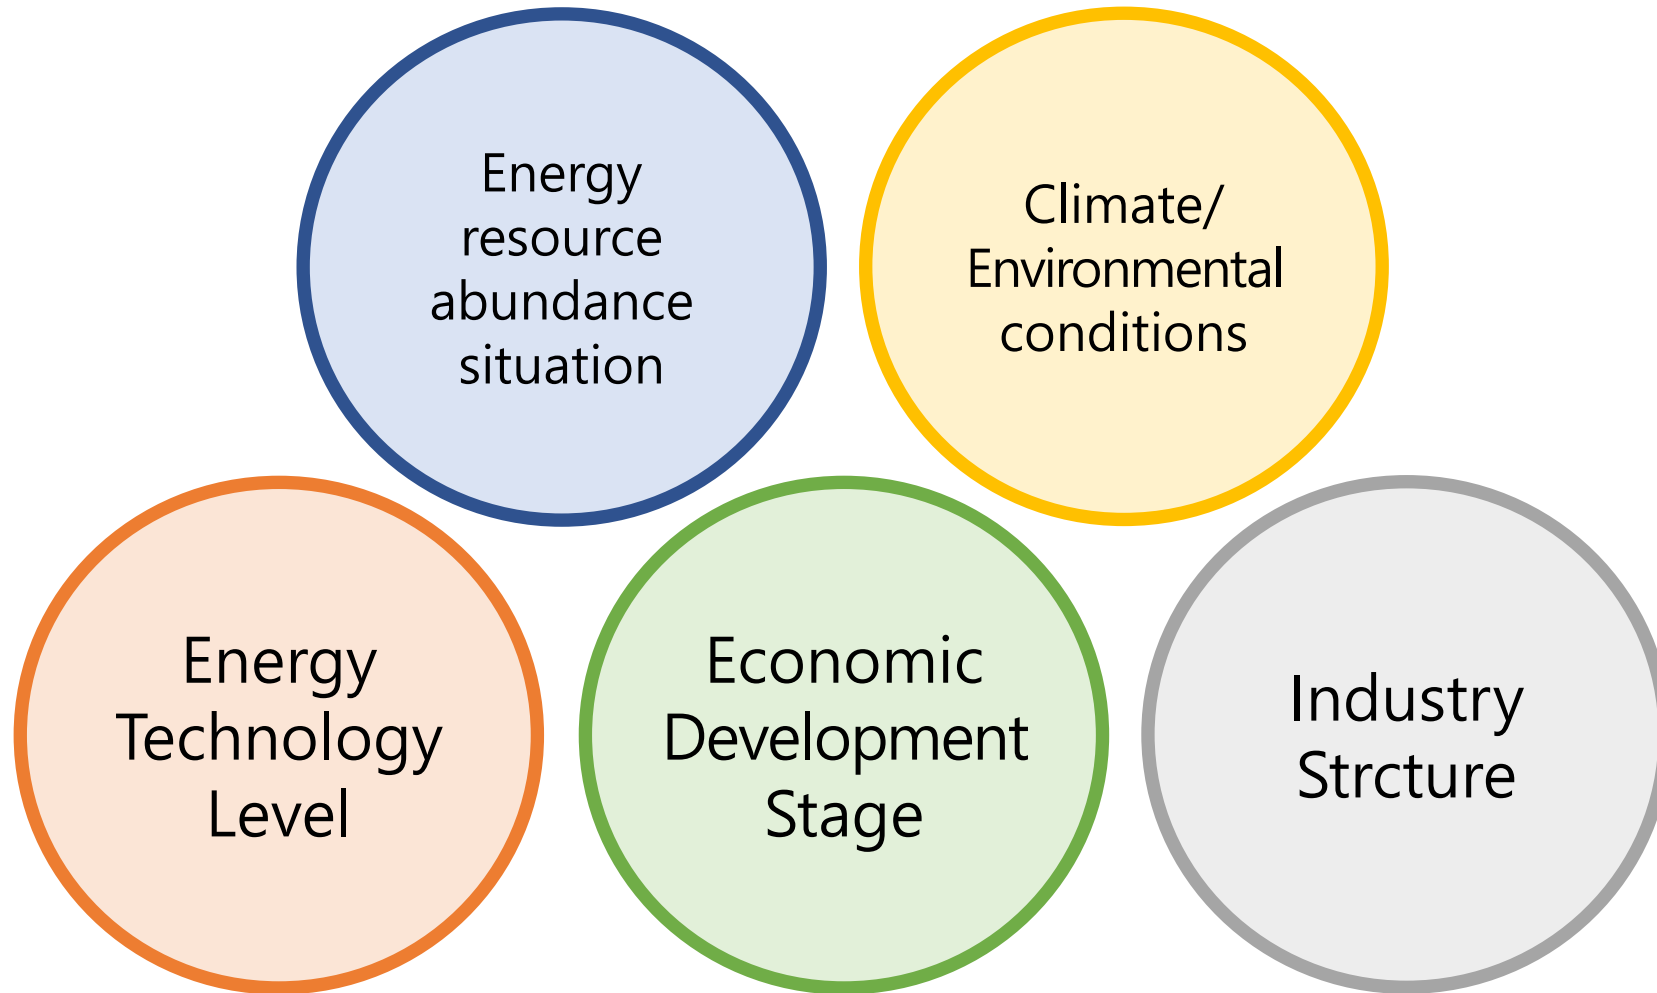 Energy
resource
abundance
situation
Climate/
Environmental
conditions
Energy
Technology
Level
Economic
Development
Stage
Industry
Strcture